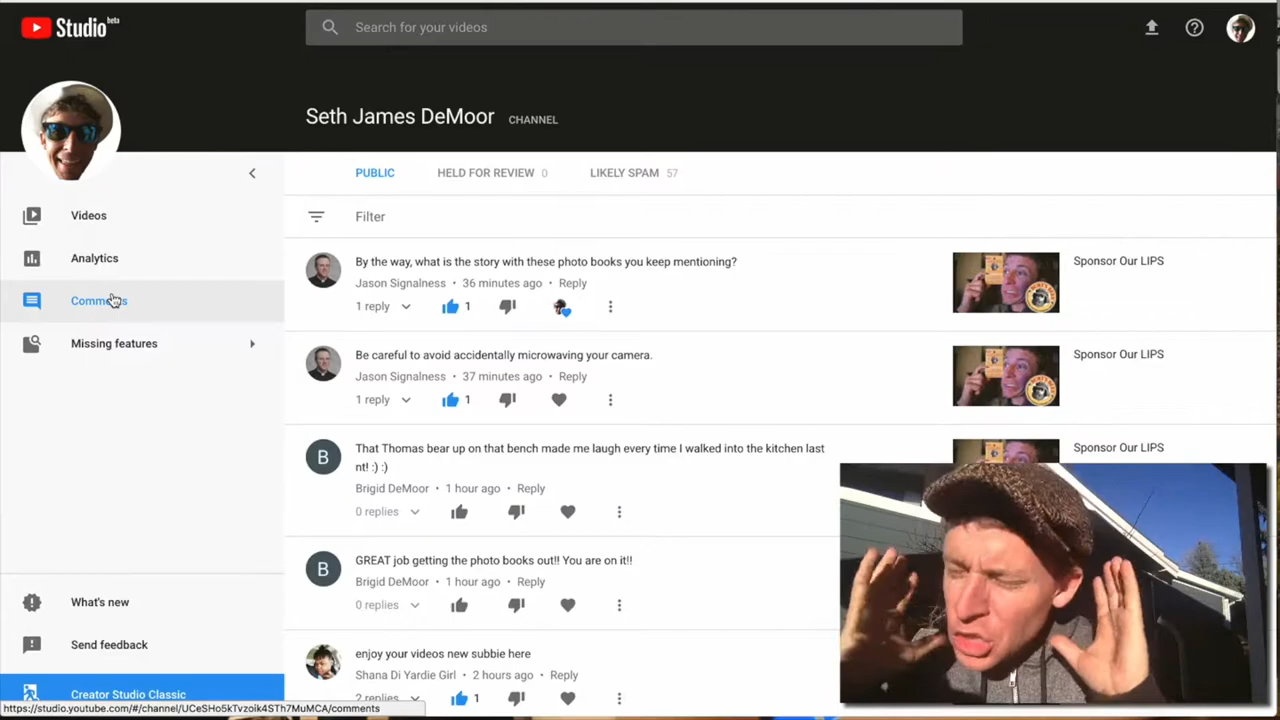 Studio beta
Search for your videos
Seth James DeMoor CHANNEL
PUBLIC HELD FOR REVIEW 0 LIKELY SPAM 57
Videos
Analytics
Comments
Missing features
What's new
Send feedback
Creator Studio Classic
https://studio.youtube.com/#/channel/UCeSHo5kTvzoik4STh7MuMCA/comments
Filter
By the way, what is the story with these photo books you keep mentioning?
Jason Signalness • 36 minutes ago • Reply
1 reply 1
Sponsor Our LIPS
Be careful to avoid accidentally microwaving your camera.
Jason Signalness • 37 minutes ago • Reply
1 reply 1
Sponsor Our LIPS
That Thomas bear up on that bench made me laugh every time I walked into the kitchen last
nt! :) :)
Brigid DeMoor • 1 hour ago • Reply
0 replies
Sponsor Our LIPS
B
GREAT job getting the photo books out!! You are on it!!
Brigid DeMoor • 1 hour ago • Reply
0 replies
B
enjoy your videos new subbie here
Shana Di Yardie Girl • 2 hours ago • Reply
2 replies 1